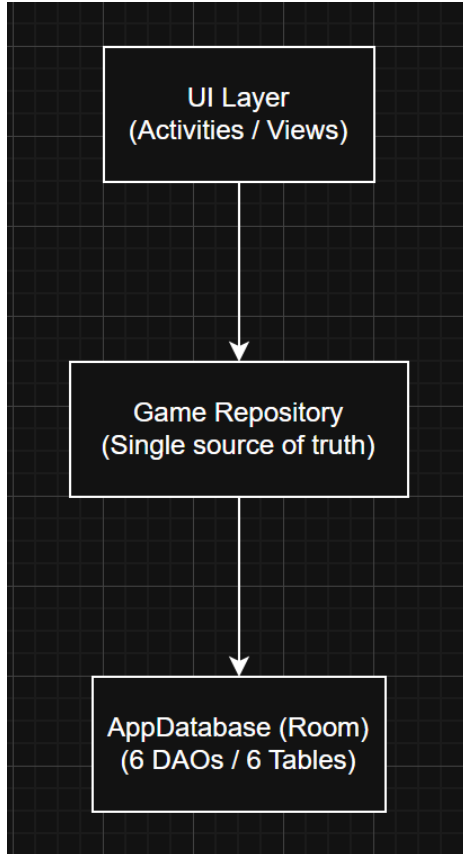 UI Layer
(Activities / Views)
Game Repository
(Single source of truth)
AppDatabase (Room)
(6 DAOs / 6 Tables)